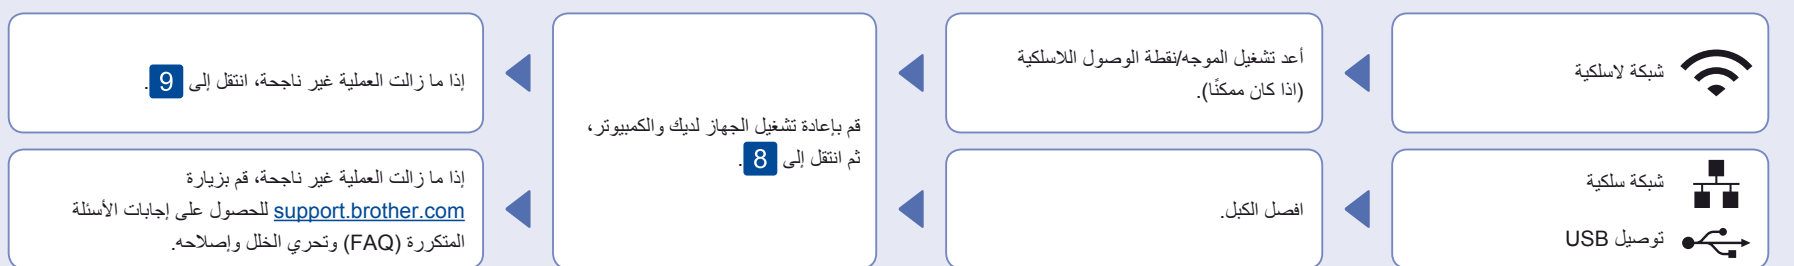 شبكة لاسلكية
أعد تشغيل الموجه/نقطة الوصول اللاسلكية
(اذا كان ممكنًا).
قم بإعادة تشغيل الجهاز لديك والكمبيوتر،
ثم انتقل إلى 8.
إذا ما زالت العملية غير ناجحة، انتقل إلى 9.
شبكة سلكية
توصيل USB
افصل الكبل.
إذا ما زالت العملية غير ناجحة، قم بزيارة
support.brother.com للحصول على إجابات الأسئلة
المتكررة (FAQ) وتحري الخلل وإصلاحه.